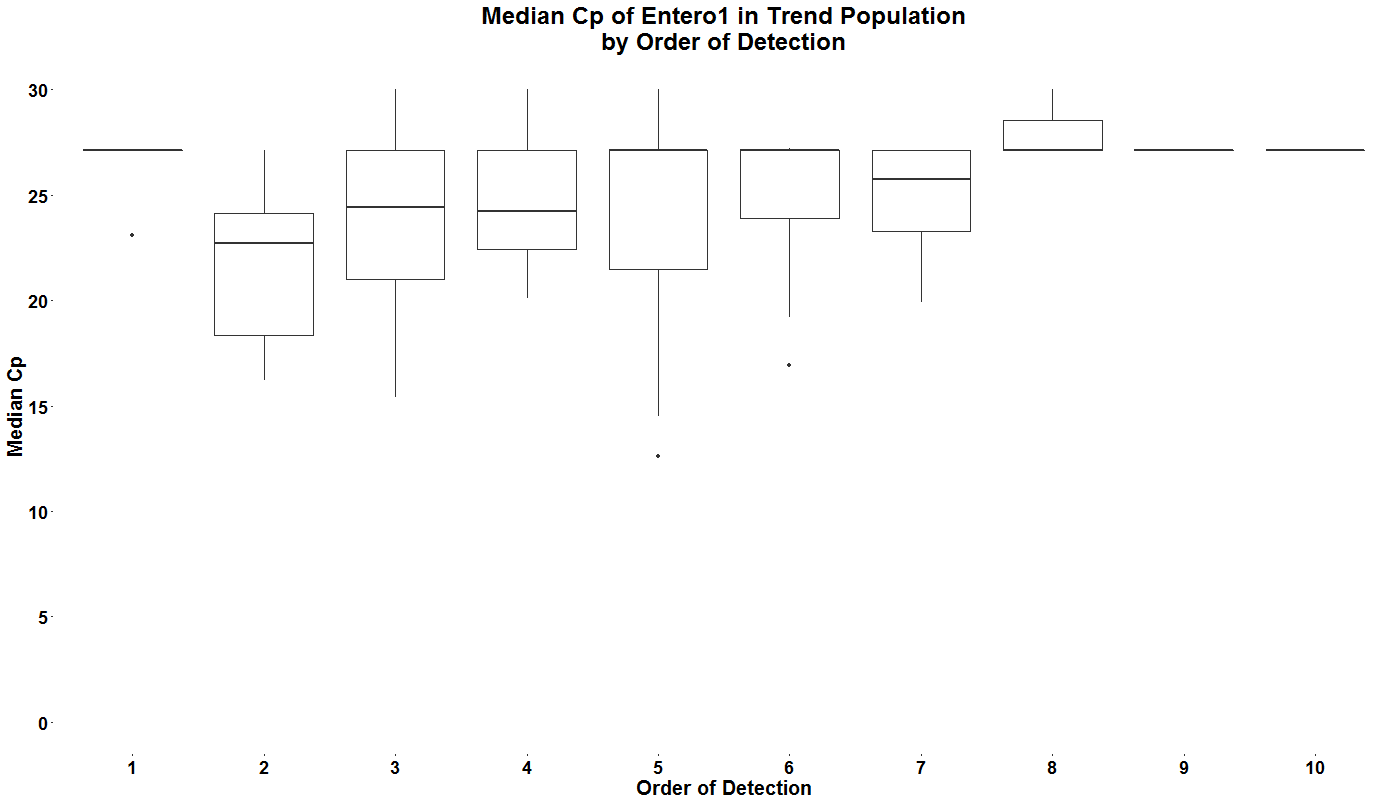 Median Cp of Entero1 in Trend Population
by Order of Detection
30
25
20
15
10
5
0
Median Cp
1 2 3 4 5 6 7 8 9 10
Order of Detection